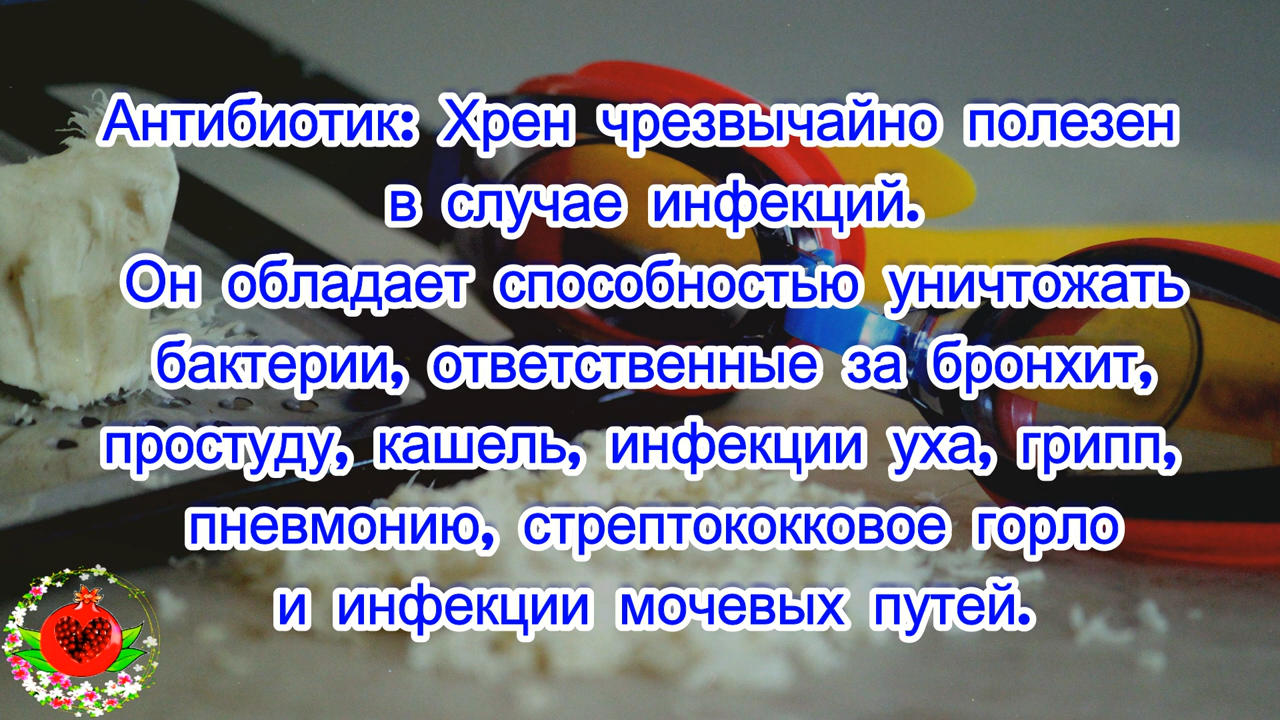 Антибиотик: Хрен чрезвычайно полезен
в случае инфекций.
Он обладает способностью уничтожать
бактерии, ответственные за бронхит,
простуду, кашель, инфекции уха, грипп,
пневмонию, стрептококковое горло
и инфекции мочевых путей.